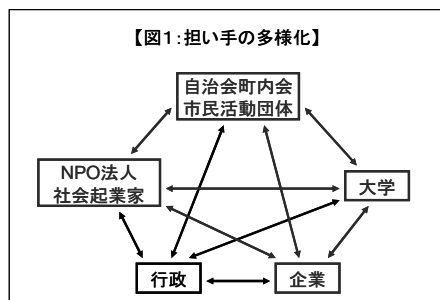 【図1:担い手の多様化】
自治会町内会
市民活動団体
NPO法人
社会起業家
大学
行政
企業